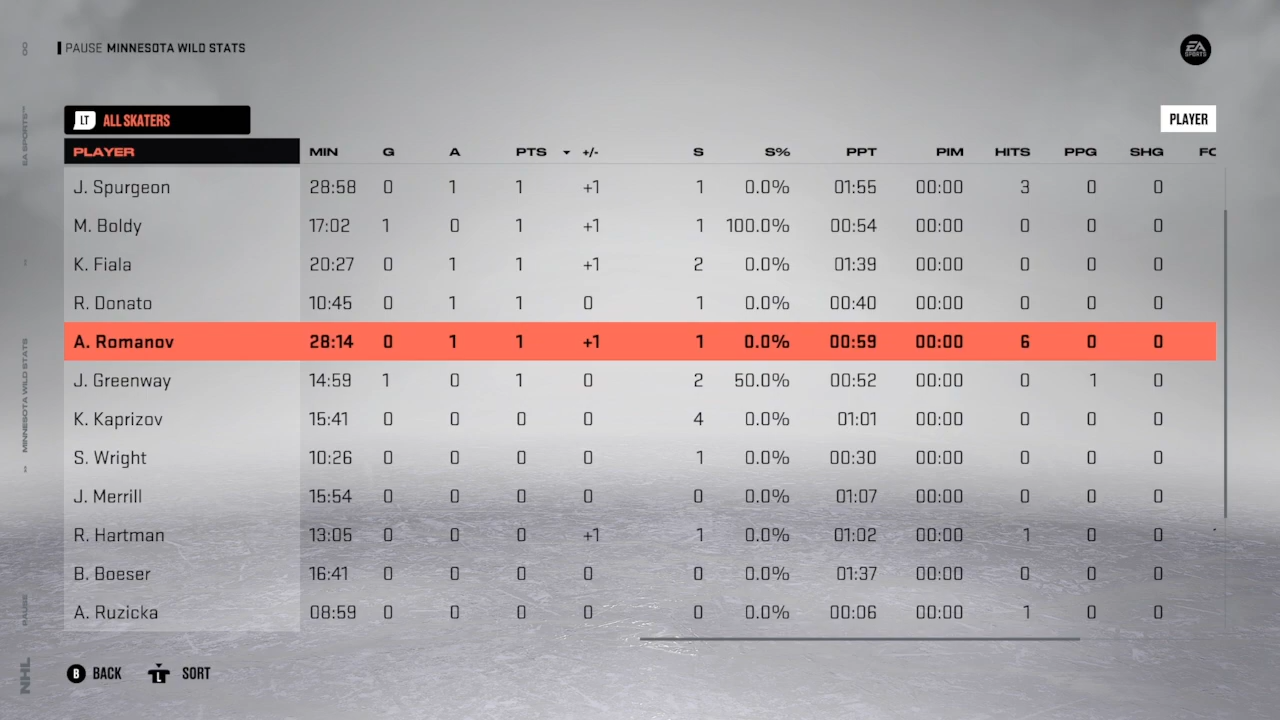 PAUSE MINNESOTA WILD STATS
EA SPORTS
LT ALL SKATERS
PLAYER
PLAYER MIN G A PTS +/- S S% PPT PIM HITS PPG SHG FO
J. Spurgeon 28:58 0 1 1 +1 1 0.0% 01:55 00:00 3 0 0
M. Boldy 17:02 1 0 1 +1 1 100.0% 00:54 00:00 0 0 0
K. Fiala 20:27 0 1 1 +1 2 0.0% 01:39 00:00 0 0 0
R. Donato 10:45 0 1 1 0 1 0.0% 00:40 00:00 0 0 0
A. Romanov 28:14 0 1 1 +1 1 0.0% 00:59 00:00 6 0 0
J. Greenway 14:59 1 0 1 0 2 50.0% 00:52 00:00 0 1 0
K. Kaprizov 15:41 0 0 0 0 4 0.0% 01:01 00:00 0 0 0
S. Wright 10:26 0 0 0 0 1 0.0% 00:30 00:00 0 0 0
J. Merrill 15:54 0 0 0 0 0 0.0% 01:07 00:00 0 0 0
R. Hartman 13:05 0 0 0 +1 1 0.0% 01:02 00:00 1 0 0
B. Boeser 16:41 0 0 0 0 0 0.0% 01:37 00:00 0 0 0
A. Ruzicka 08:59 0 0 0 0 0 0.0% 00:06 00:00 1 0 0
B BACK L SORT
NHL PAUSE MINNESOTA WILD STATS EA SPORTS™